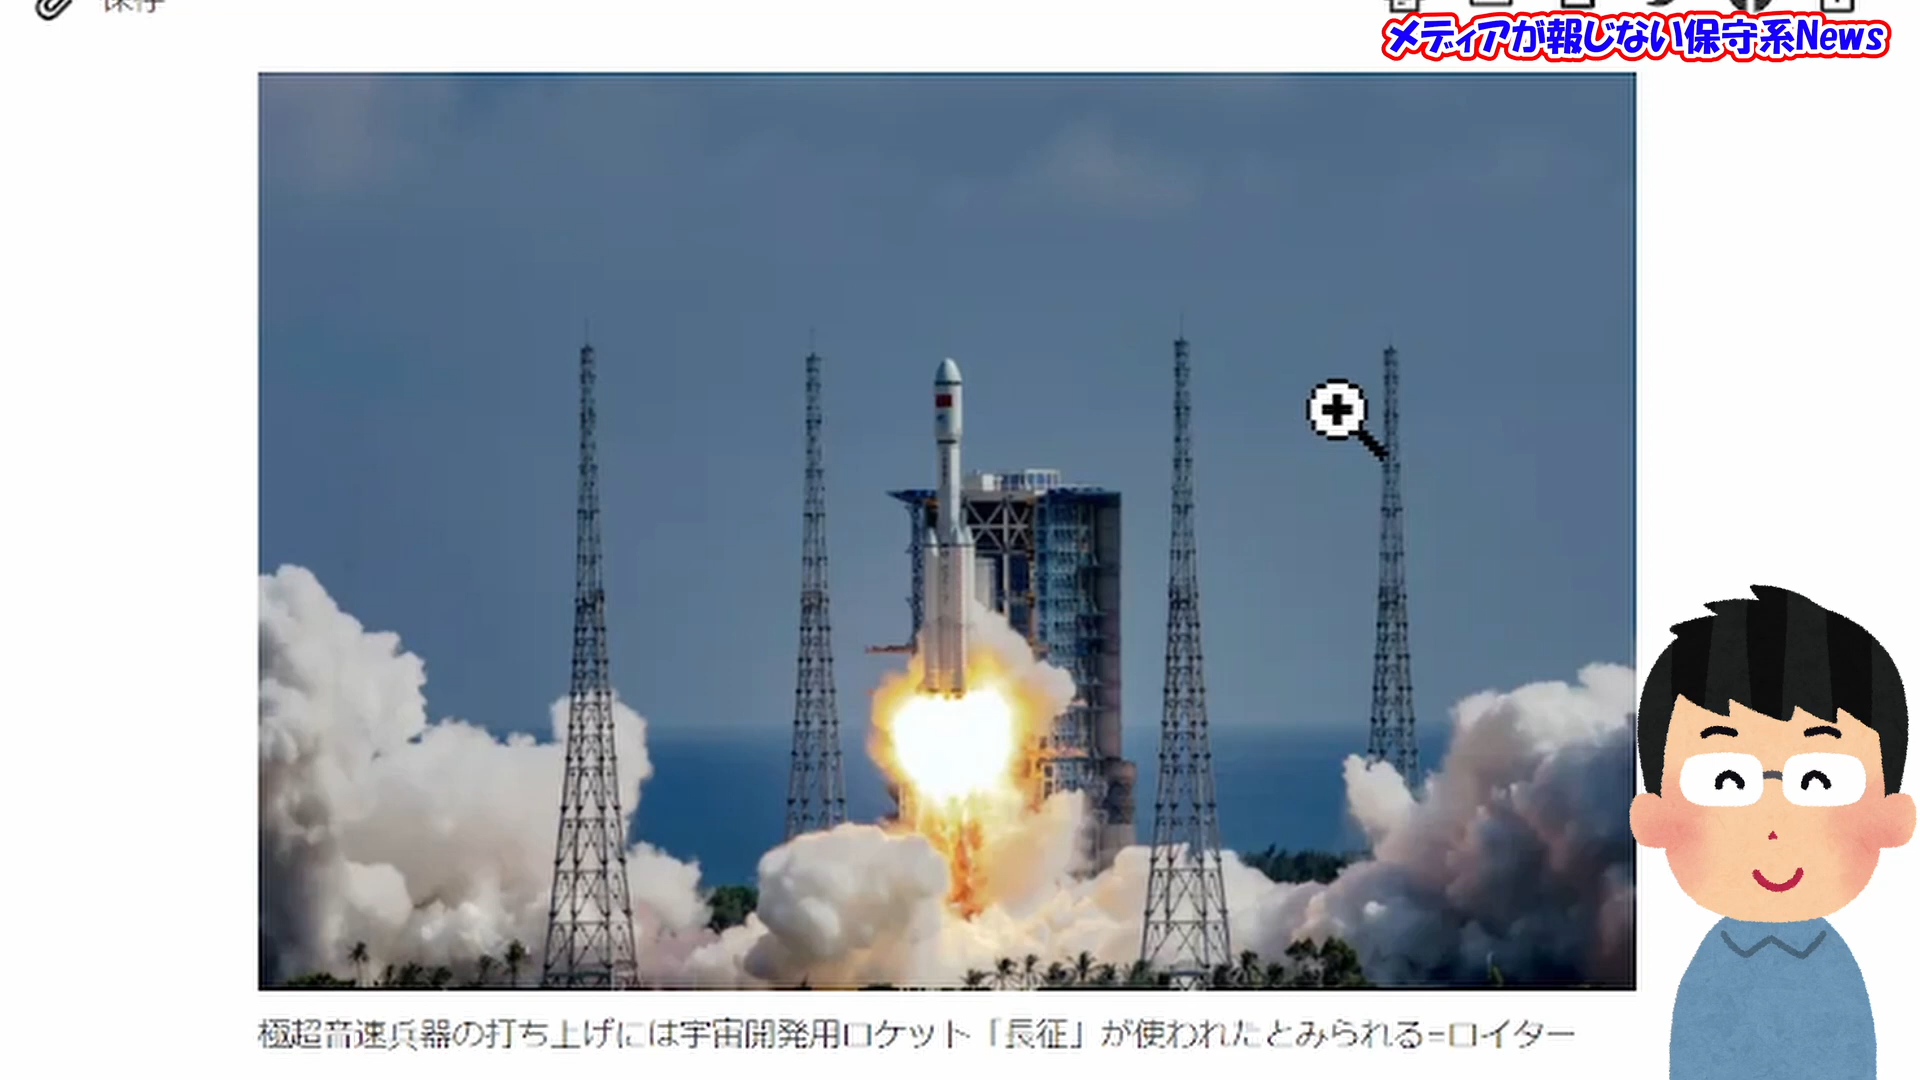 保存
メディアが報じない保守系News
極超音速兵器の打ち上げには宇宙開発用ロケット「長征」が使われたとみられる=ロイター